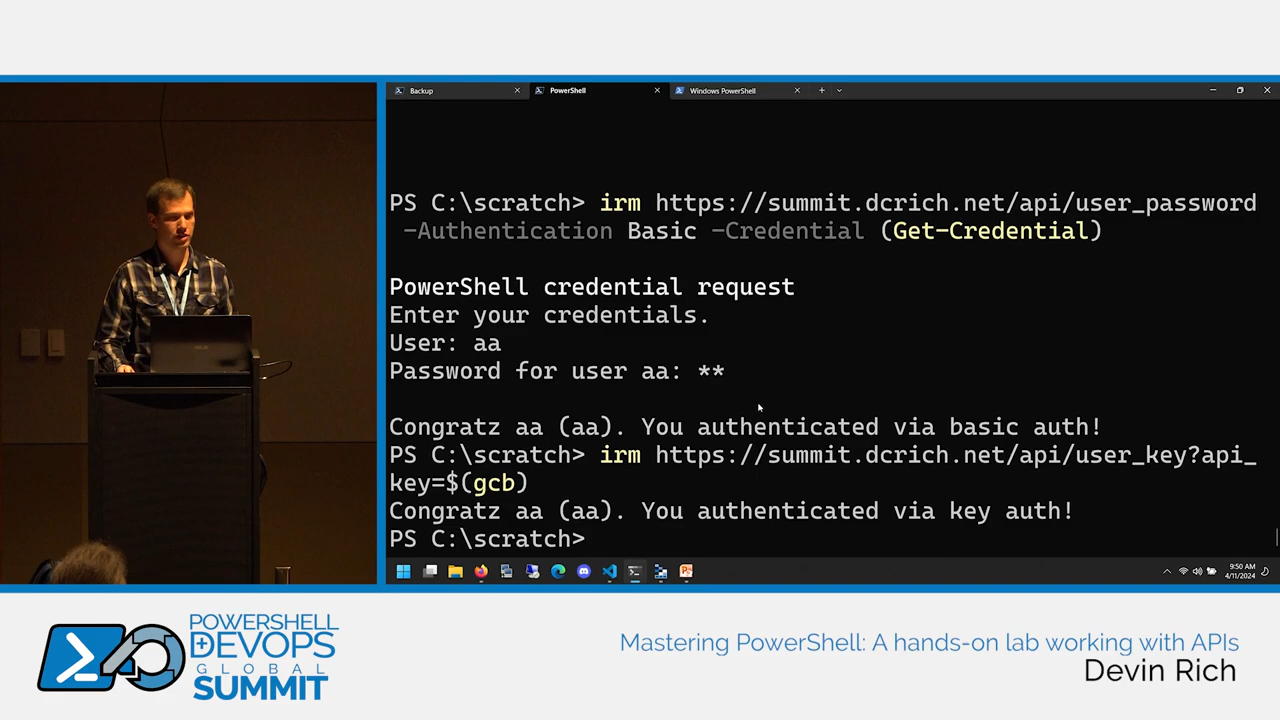 Backup
PowerShell
Windows PowerShell
PS C:\scratch> irm https://summit.dcrich.net/api/user_password
-Authentication Basic -Credential (Get-Credential)
PowerShell credential request
Enter your credentials.
User: aa
Password for user aa: **
Congratz aa (aa). You authenticated via basic auth!
PS C:\scratch> irm https://summit.dcrich.net/api/user_key?api_
key=$(gcb)
Congratz aa (aa). You authenticated via key auth!
PS C:\scratch>
9:50 AM
4/11/2024
POWERSHELL
DEVOPS
GLOBAL
SUMMIT
Mastering PowerShell: A hands-on lab working with APIs
Devin Rich